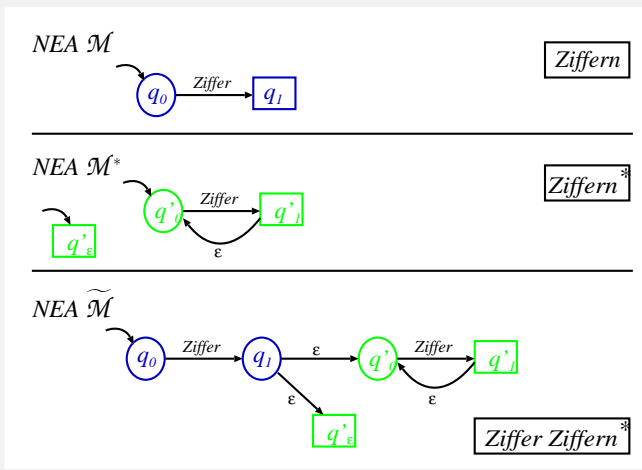 NEA M
Ziffern
Ziffer
q0 q1
NEA M*
Ziffern*
Ziffer
q'0 q'1
ε
q'ε
NEA M̃
Ziffer ε Ziffer
q0 q1 q'0 q'1
ε ε
q'ε
Ziffer Ziffern*